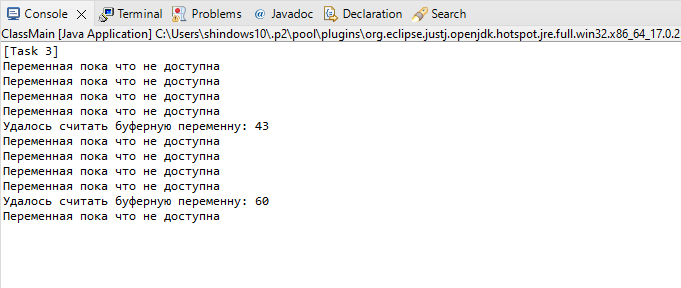 Console Terminal Problems @ Javadoc Declaration Search
ClassMain [Java Application] C:\Users\shindows10\.p2\pool\plugins\org.eclipse.justj.openjdk.hotspot.jre.full.win32.x86_64_17.0.2
[Task 3]
Переменная пока что не доступна
Переменная пока что не доступна
Переменная пока что не доступна
Переменная пока что не доступна
Удалось считать буферную переменну: 43
Переменная пока что не доступна
Переменная пока что не доступна
Переменная пока что не доступна
Переменная пока что не доступна
Удалось считать буферную переменну: 60
Переменная пока что не доступна